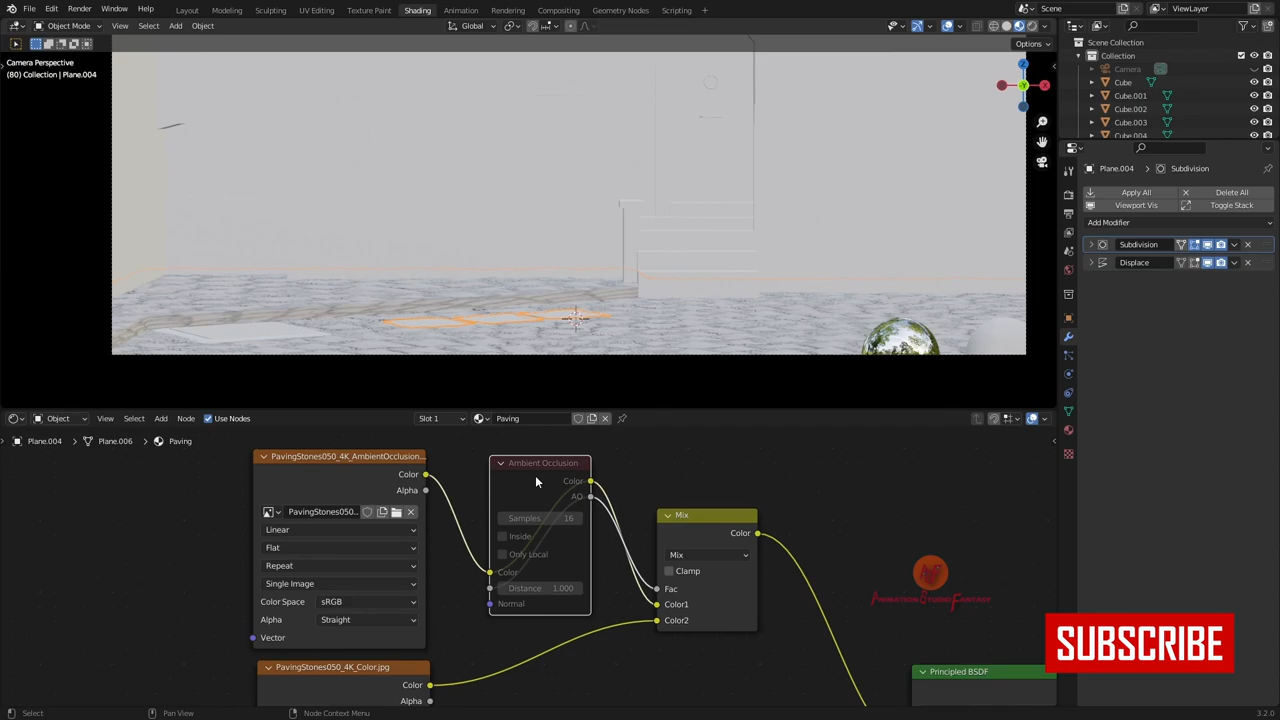 File Edit Render Window Help Layout Modeling Sculpting UV Editing Texture Paint Shading Animation Rendering Compositing Geometry Nodes Scripting + Scene ViewLayer
Object Mode View Select Add Object Global
Options
Camera Perspective
(80) Collection | Plane.004
Scene Collection
Collection
Camera
Cube
Cube.001
Cube.002
Cube.003
Cube.004
Plane.004 Subdivision
Apply All Delete All
Viewport Vis Toggle Stack
Add Modifier
Subdivision
Displace
Object View Select Add Node Use Nodes Slot 1 Paving
Plane.004 > Plane.006 > Paving
PavingStones050_4K_AmbientOcclusion...
Color
Alpha
PavingStones050...
Linear
Flat
Repeat
Single Image
Color Space sRGB
Alpha Straight
Vector
Ambient Occlusion
Color
AO
Samples 16
Inside
Only Local
Color
Distance 1.000
Normal
Mix
Color
Mix
Clamp
Fac
Color1
Color2
PavingStones050_4K_Color.jpg
Color
Alpha
Principled BSDF
ANIMATION STUDIO FANTASY
SUBSCRIBE
Select Pan View Node Context Menu 3.2.0